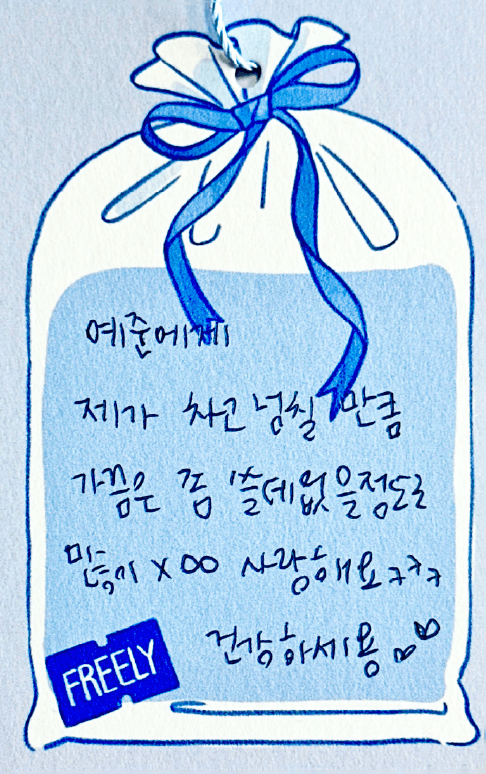 예준에게
제가 차고 넘칠 만큼
가끔은 좀 쓸데없을정도로
많이 x ∞ 사랑해요ㅋㅋㅋ
건강하세용
FREELY